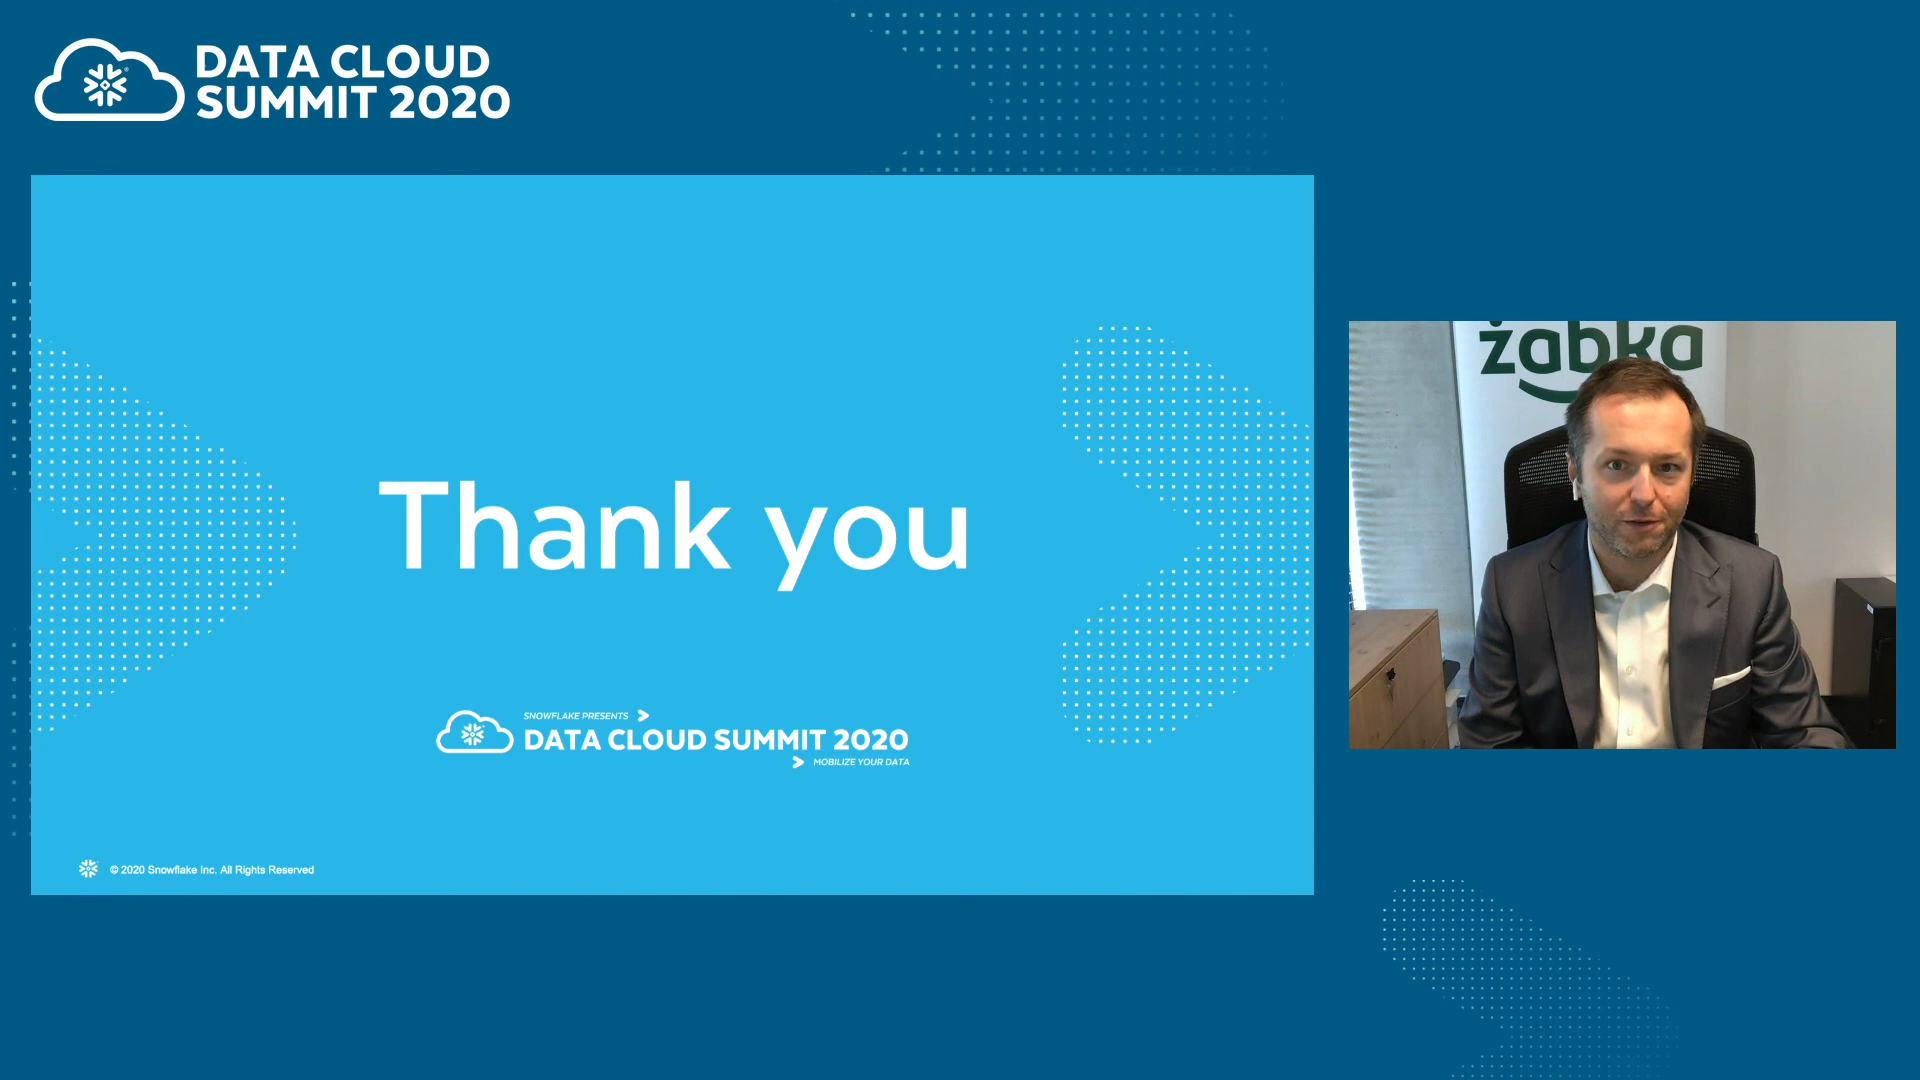 DATA CLOUD
SUMMIT 2020
Thank you
SNOWFLAKE PRESENTS
DATA CLOUD SUMMIT 2020
MOBILIZE YOUR DATA
© 2020 Snowflake Inc. All Rights Reserved
żabka